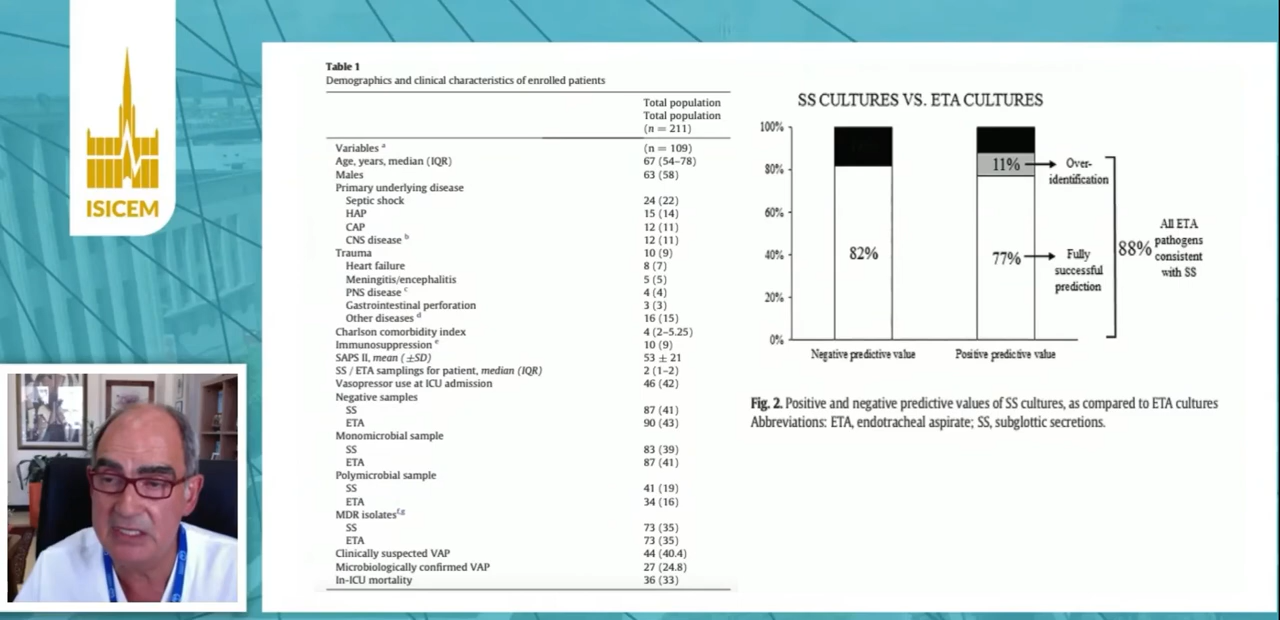 ISICEM
Table 1
Demographics and clinical characteristics of enrolled patients
Total population
Total population
(n = 211)
Variables a (n = 109)
Age, years, median (IQR) 67 (54–78)
Males 63 (58)
Primary underlying disease
Septic shock 24 (22)
HAP 15 (14)
CAP 12 (11)
CNS disease b 12 (11)
Trauma 10 (9)
Heart failure 8 (7)
Meningitis/encephalitis 5 (5)
PNS disease c 4 (4)
Gastrointestinal perforation 3 (3)
Other diseases d 16 (15)
Charlson comorbidity index 4 (2–5.25)
Immunosuppression e 10 (9)
SAPS II, mean (±SD) 53 ± 21
SS / ETA samplings for patient, median (IQR) 2 (1–2)
Vasopressor use at ICU admission 46 (42)
Negative samples
SS 87 (41)
ETA 90 (43)
Monomicrobial sample
SS 83 (39)
ETA 87 (41)
Polymicrobial sample
SS 41 (19)
ETA 34 (16)
MDR isolates f,g
SS 73 (35)
ETA 73 (35)
Clinically suspected VAP 44 (40.4)
Microbiologically confirmed VAP 27 (24.8)
In-ICU mortality 36 (33)
SS CULTURES VS. ETA CULTURES
100%
80%
60%
40%
20%
0%
82%
11%
77%
Over-
identification
Fully
successful
prediction
88%
All ETA
pathogens
consistent
with SS
Negative predictive value
Positive predictive value
Fig. 2. Positive and negative predictive values of SS cultures, as compared to ETA cultures
Abbreviations: ETA, endotracheal aspirate; SS, subglottic secretions.